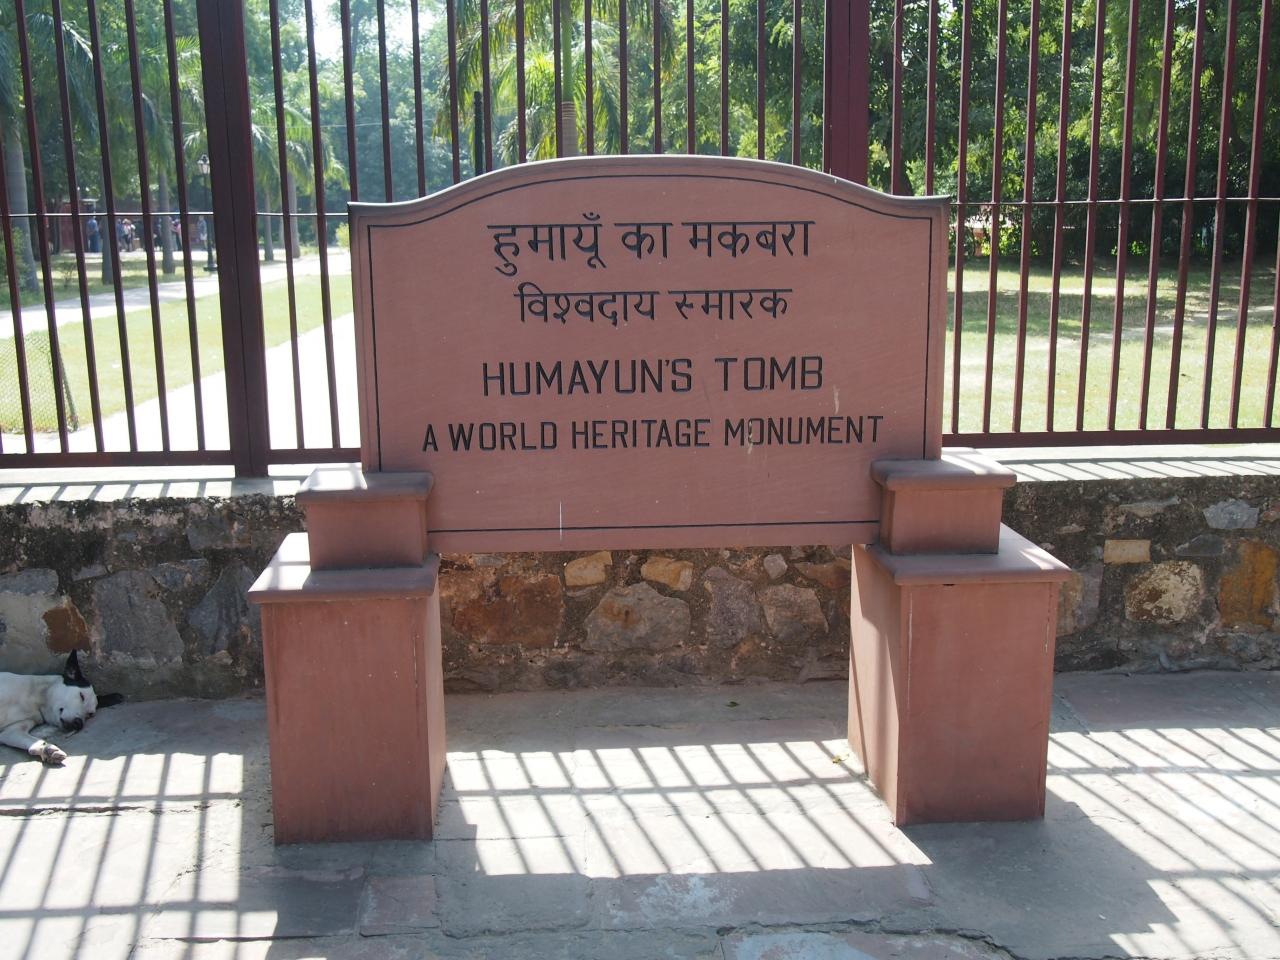 हुमायूँ का मकबरा
विश्वदाय स्मारक
HUMAYUN'S TOMB
A WORLD HERITAGE MONUMENT